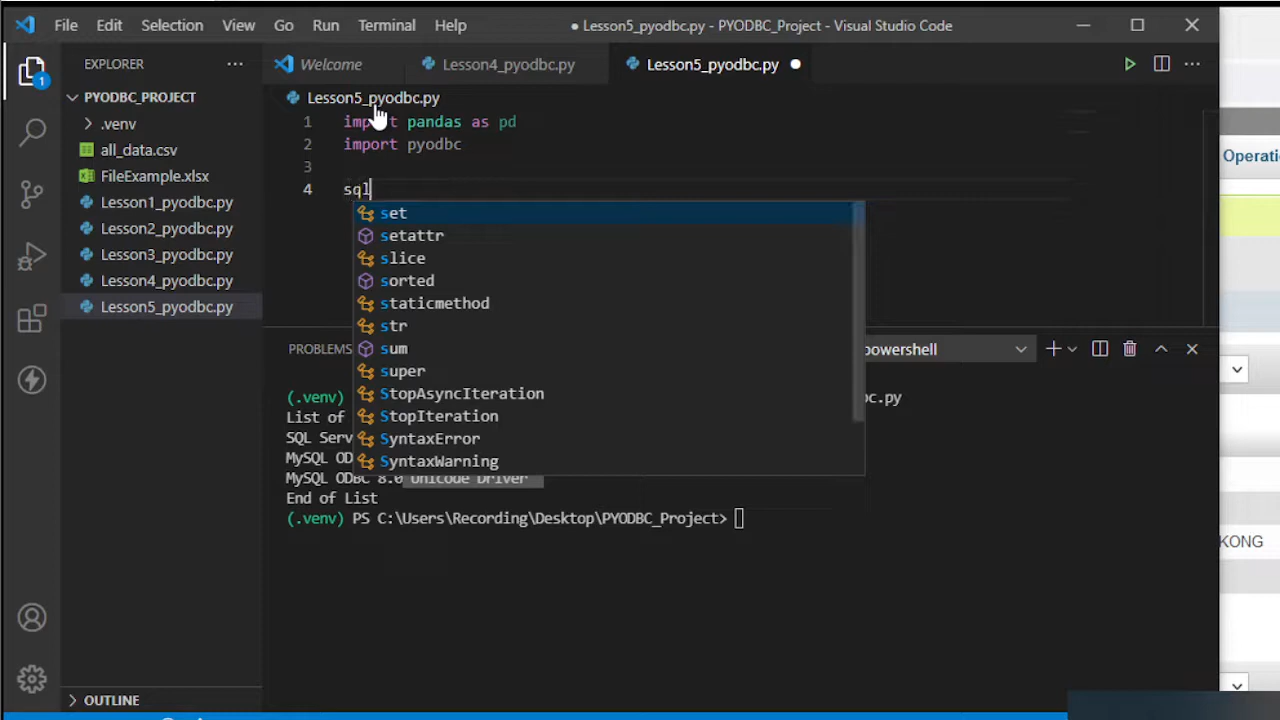 File Edit Selection View Go Run Terminal Help
● Lesson5_pyodbc.py - PYODBC_Project - Visual Studio Code
EXPLORER
Welcome
Lesson4_pyodbc.py
Lesson5_pyodbc.py
PYODBC_PROJECT
.venv
all_data.csv
FileExample.xlsx
Lesson1_pyodbc.py
Lesson2_pyodbc.py
Lesson3_pyodbc.py
Lesson4_pyodbc.py
Lesson5_pyodbc.py
OUTLINE
1
Lesson5_pyodbc.py
1 import pandas as pd
2 import pyodbc
3
4 sql
set
setattr
slice
sorted
staticmethod
str
sum
super
StopAsyncIteration
StopIteration
SyntaxError
SyntaxWarning
PROBLEMS
powershell
(.venv) bc.py
List of
SQL Serv
MySQL OD
MySQL ODBC 8.0 Unicode Driver
End of List
(.venv) PS C:\Users\Recording\Desktop\PYODBC_Project>
Operati
KONG